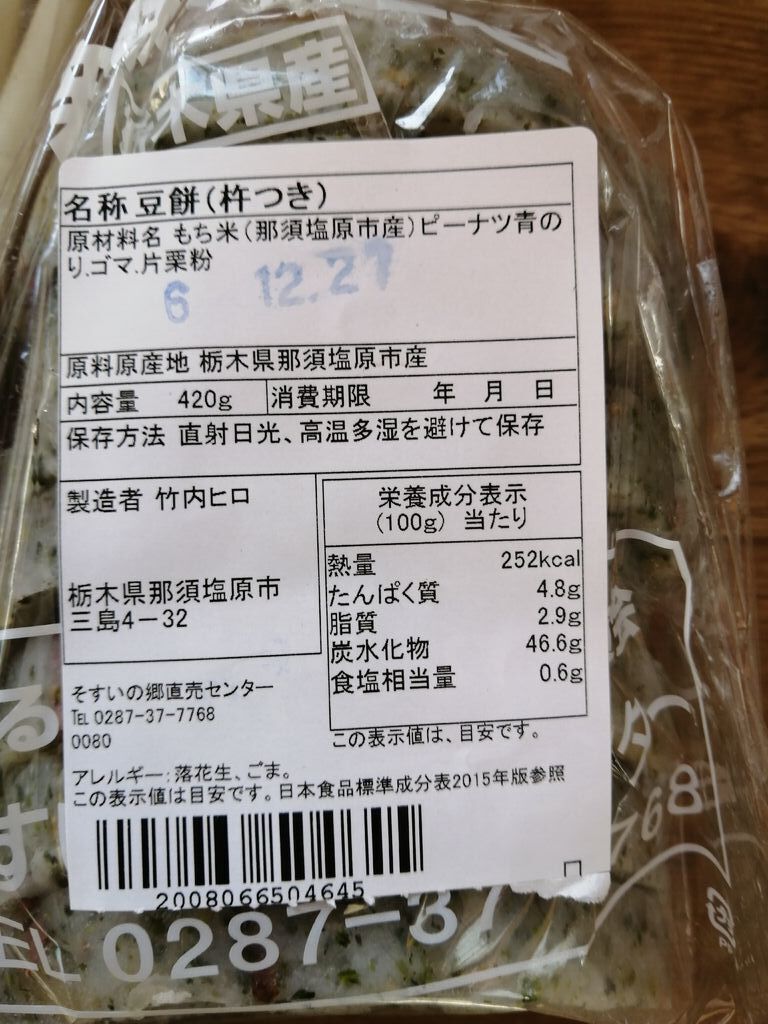 木県産
名称 豆餅(杵つき)
原材料名 もち米(那須塩原市産)ピーナツ青の
り.ゴマ.片栗粉
6 12.27
原料原産地 栃木県那須塩原市産
内容量 420g 消費期限 年 月 日
保存方法 直射日光、高温多湿を避けて保存
製造者 竹内ヒロ
栃木県那須塩原市
三島4-32
栄養成分表示
(100g) 当たり
熱量 252kcal
たんぱく質 4.8g
脂質 2.9g
炭水化物 46.6g
食塩相当量 0.6g
この表示値は、目安です。
そすいの郷直売センター
℡ 0287-37-7768
0080
アレルギー:落花生、ごま。
この表示値は目安です。日本食品標準成分表2015年版参照
2008066504645
る
す
タ
768
EL 0287-37